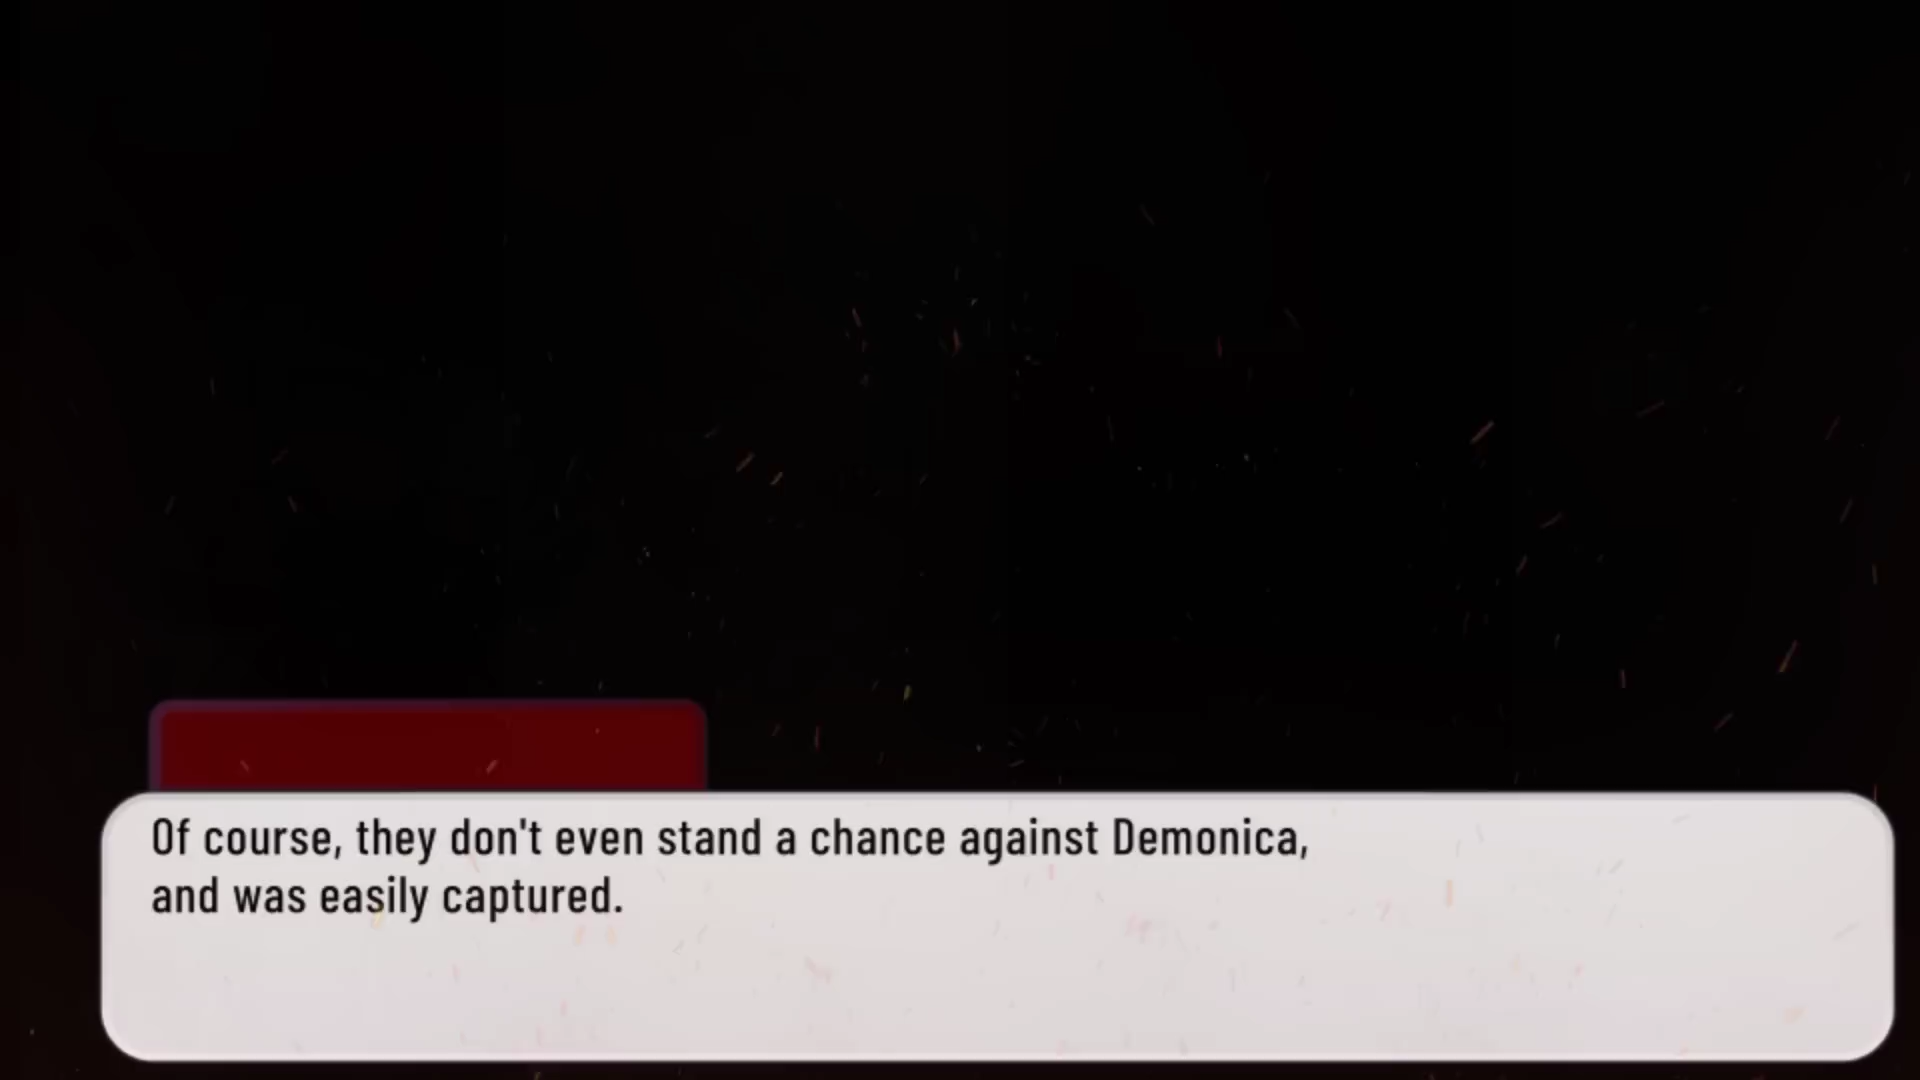 Of course, they don't even stand a chance against Demonica,
and was easily captured.